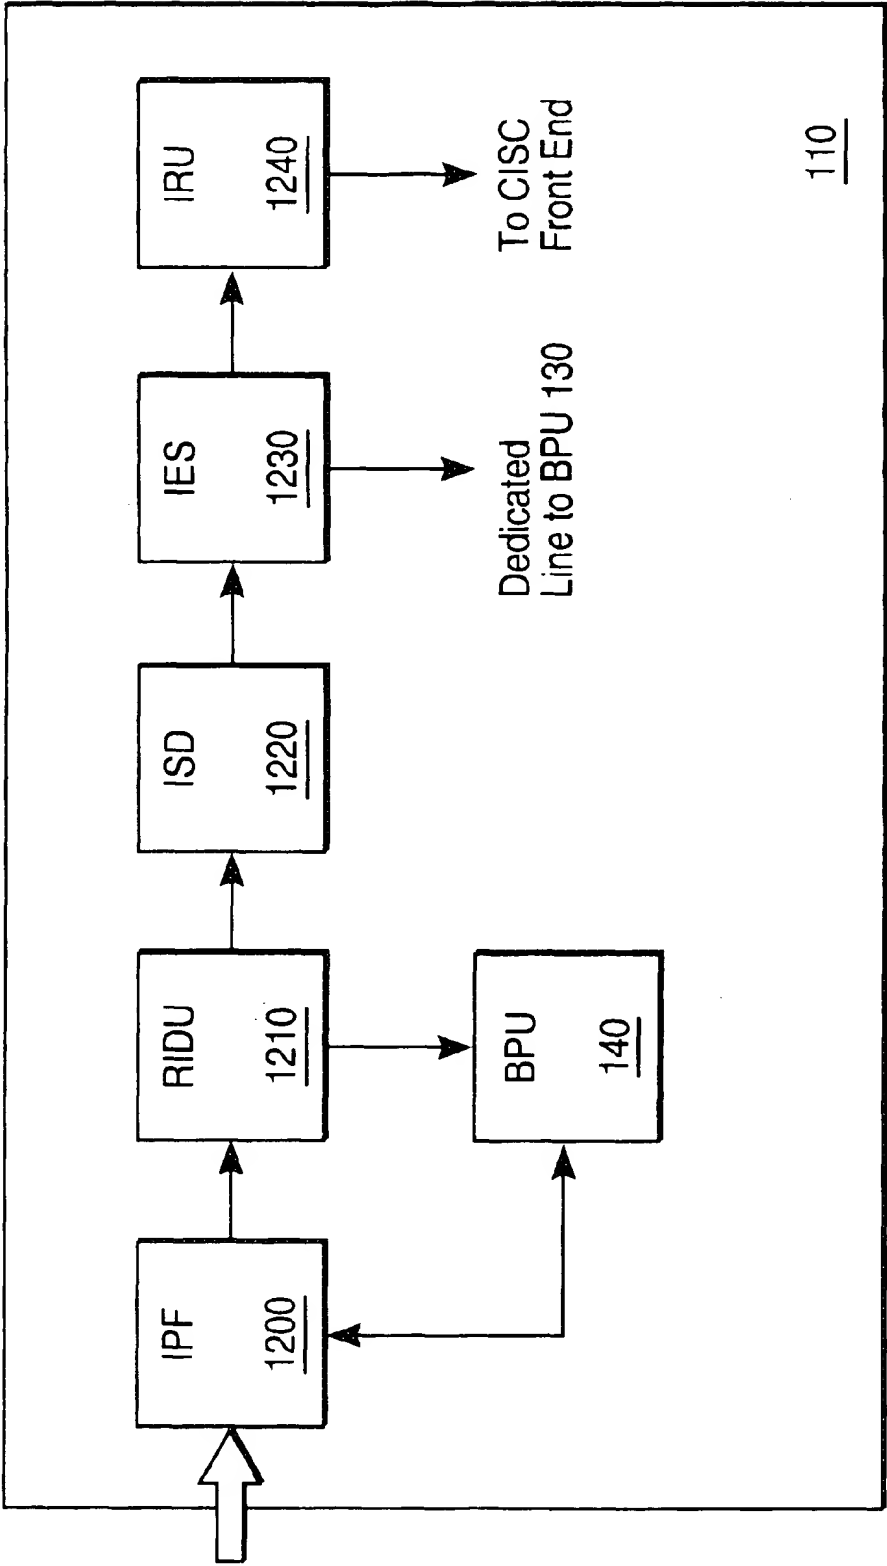 IPF
1200
RIDU
1210
ISD
1220
IES
1230
IRU
1240
BPU
140
Dedicated
Line to BPU 130
To CISC
Front End
110